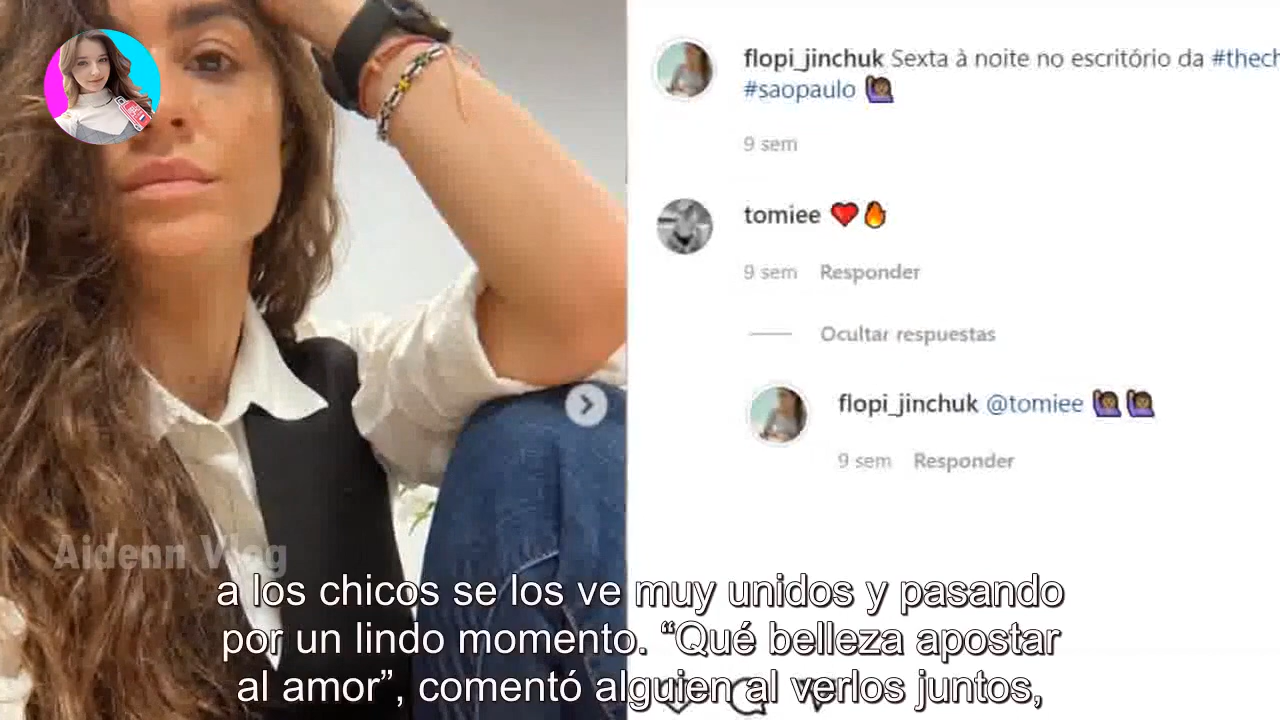 flopi_jinchuk Sexta à noite no escritório da #thech
#saopaulo
9 sem
tomiee
9 sem Responder
Ocultar respuestas
flopi_jinchuk @tomiee
9 sem Responder
Aidenn Vlog
a los chicos se los ve muy unidos y pasando
por un lindo momento. “Qué belleza apostar
al amor”, comentó alguien al verlos juntos,